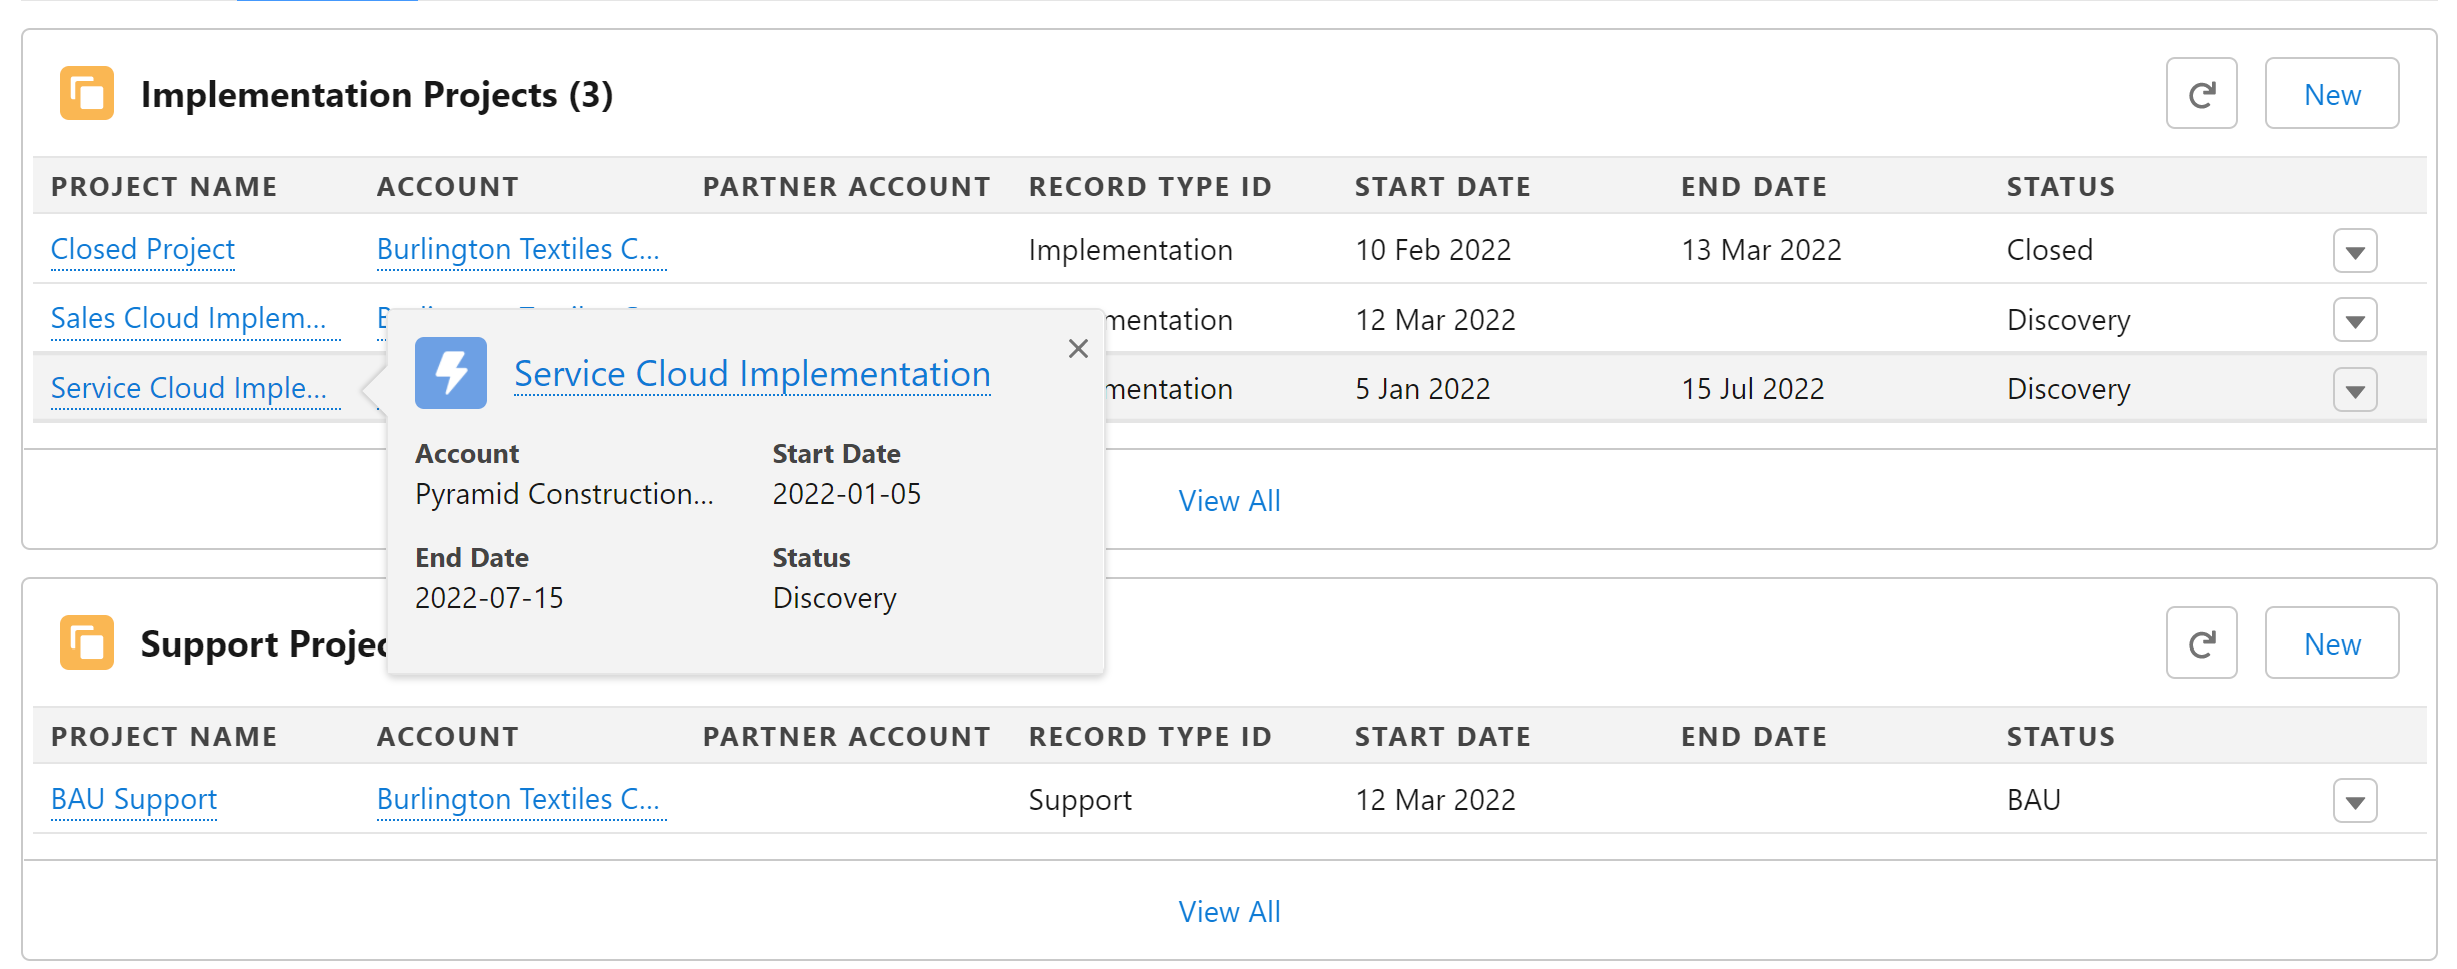 Implementation Projects (3)
New
PROJECT NAME ACCOUNT PARTNER ACCOUNT RECORD TYPE ID START DATE END DATE STATUS
Closed Project Burlington Textiles C... Implementation 10 Feb 2022 13 Mar 2022 Closed
Sales Cloud Implem... mentation 12 Mar 2022 Discovery
Service Cloud Imple... mentation 5 Jan 2022 15 Jul 2022 Discovery
Service Cloud Implementation
Account Start Date
Pyramid Construction... 2022-01-05
End Date Status
2022-07-15 Discovery
View All
Support Projec
New
PROJECT NAME ACCOUNT PARTNER ACCOUNT RECORD TYPE ID START DATE END DATE STATUS
BAU Support Burlington Textiles C... Support 12 Mar 2022 BAU
View All